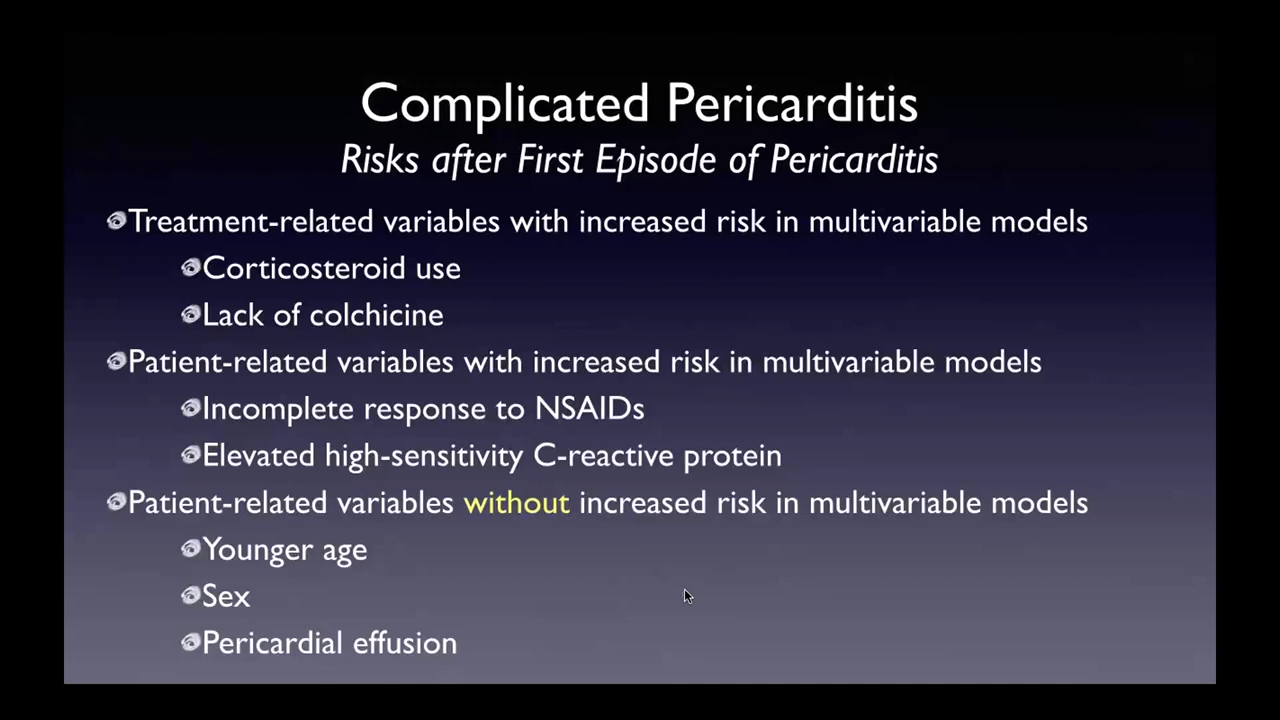 Complicated Pericarditis
Risks after First Episode of Pericarditis
Treatment-related variables with increased risk in multivariable models
Corticosteroid use
Lack of colchicine
Patient-related variables with increased risk in multivariable models
Incomplete response to NSAIDs
Elevated high-sensitivity C-reactive protein
Patient-related variables without increased risk in multivariable models
Younger age
Sex
Pericardial effusion